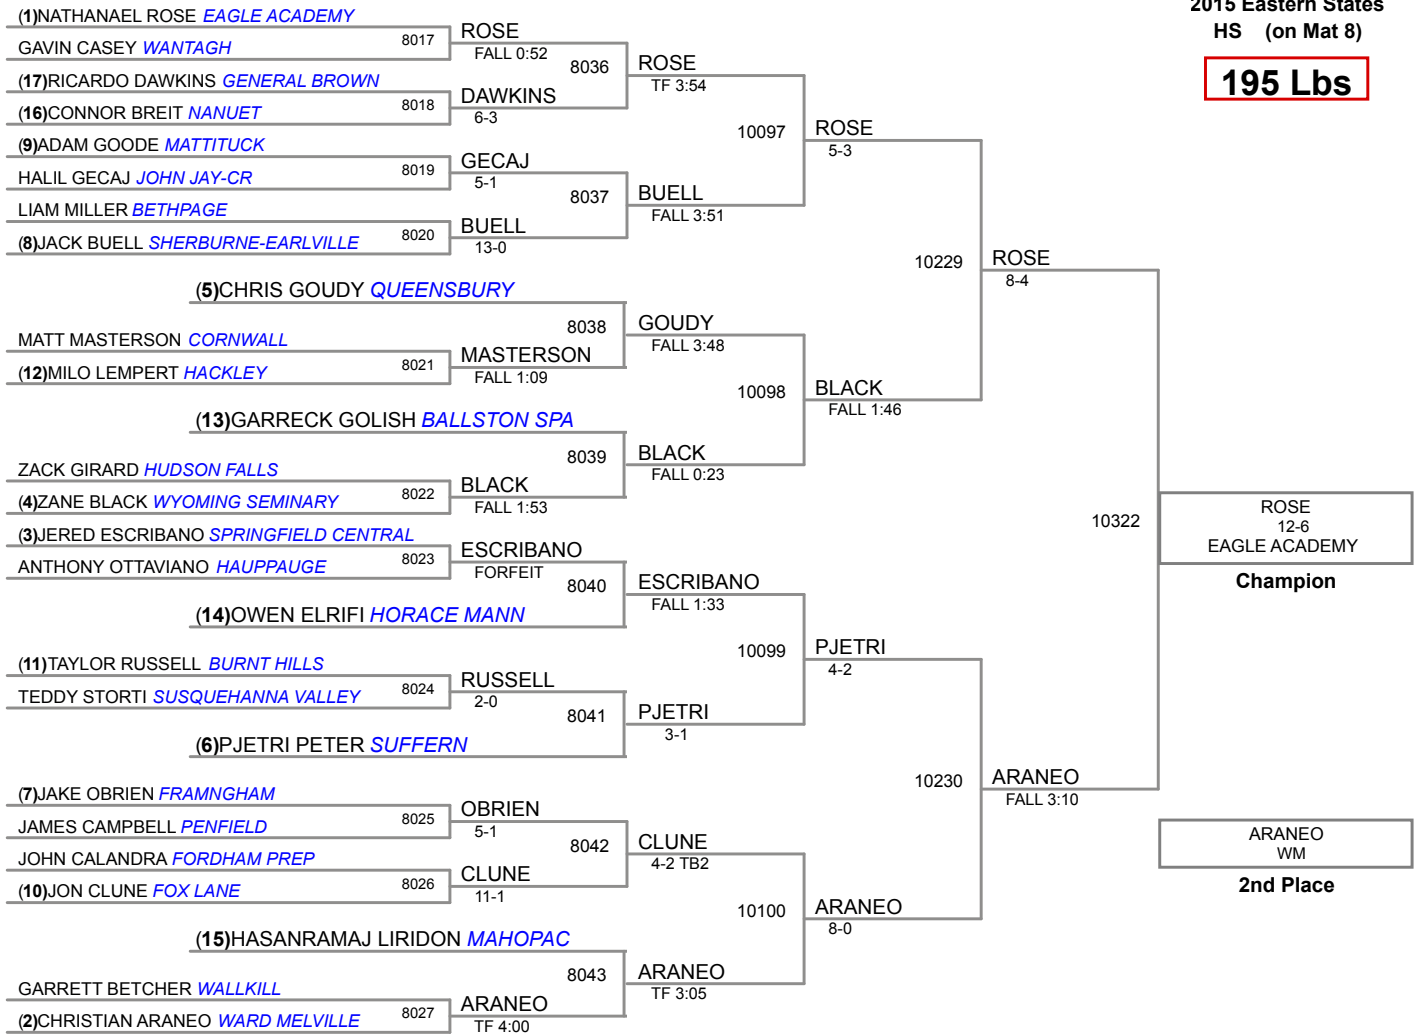 2015 Eastern States
HS (on Mat 8)
195 Lbs
(1)NATHANAEL ROSE EAGLE ACADEMY
GAVIN CASEY WANTAGH
8017
ROSE
FALL 0:52
(17)RICARDO DAWKINS GENERAL BROWN
(16)CONNOR BREIT NANUET
8018
DAWKINS
6-3
8036
ROSE
TF 3:54
(9)ADAM GOODE MATTITUCK
HALIL GECAJ JOHN JAY-CR
8019
GECAJ
5-1
LIAM MILLER BETHPAGE
(8)JACK BUELL SHERBURNE-EARLVILLE
8020
BUELL
13-0
8037
BUELL
FALL 3:51
10097
ROSE
5-3
(5)CHRIS GOUDY QUEENSBURY
MATT MASTERSON CORNWALL
(12)MILO LEMPERT HACKLEY
8021
MASTERSON
FALL 1:09
8038
GOUDY
FALL 3:48
(13)GARRECK GOLISH BALLSTON SPA
ZACK GIRARD HUDSON FALLS
(4)ZANE BLACK WYOMING SEMINARY
8022
BLACK
FALL 1:53
8039
BLACK
FALL 0:23
10098
BLACK
FALL 1:46
10229
ROSE
8-4
(3)JERED ESCRIBANO SPRINGFIELD CENTRAL
ANTHONY OTTAVIANO HAUPPAUGE
8023
ESCRIBANO
FORFEIT
(14)OWEN ELRIFI HORACE MANN
8040
ESCRIBANO
FALL 1:33
(11)TAYLOR RUSSELL BURNT HILLS
TEDDY STORTI SUSQUEHANNA VALLEY
8024
RUSSELL
2-0
(6)PJETRI PETER SUFFERN
8041
PJETRI
3-1
10099
PJETRI
4-2
(7)JAKE OBRIEN FRAMNGHAM
JAMES CAMPBELL PENFIELD
8025
OBRIEN
5-1
JOHN CALANDRA FORDHAM PREP
(10)JON CLUNE FOX LANE
8026
CLUNE
11-1
8042
CLUNE
4-2 TB2
(15)HASANRAMAJ LIRIDON MAHOPAC
GARRETT BETCHER WALLKILL
(2)CHRISTIAN ARANEO WARD MELVILLE
8027
ARANEO
TF 4:00
8043
ARANEO
TF 3:05
10100
ARANEO
8-0
10230
ARANEO
FALL 3:10
10322
ROSE
12-6
EAGLE ACADEMY
Champion
ARANEO
WM
2nd Place